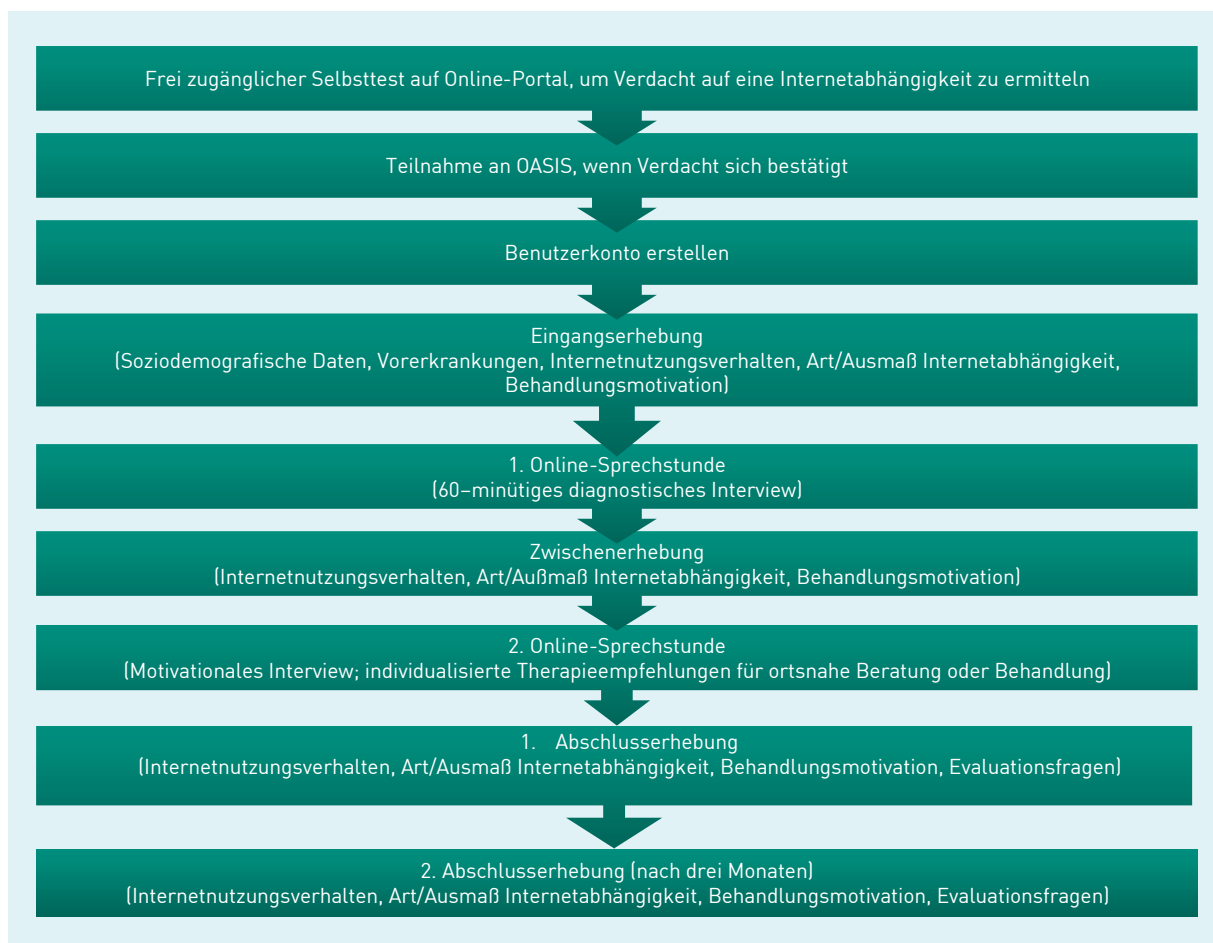 Frei zugänglicher Selbsttest auf Online-Portal, um Verdacht auf eine Internetabhängigkeit zu ermitteln
Teilnahme an OASIS, wenn Verdacht sich bestätigt
Benutzerkonto erstellen
Eingangserhebung
(Soziodemografische Daten, Vorerkrankungen, Internetnutzungsverhalten, Art/Ausmaß Internetabhängigkeit,
Behandlungsmotivation)
1. Online-Sprechstunde
(60–minütiges diagnostisches Interview)
Zwischenerhebung
(Internetnutzungsverhalten, Art/Außmaß Internetabhängigkeit, Behandlungsmotivation)
2. Online-Sprechstunde
(Motivationales Interview; individualisierte Therapieempfehlungen für ortsnahe Beratung oder Behandlung)
1. Abschlusserhebung
(Internetnutzungsverhalten, Art/Ausmaß Internetabhängigkeit, Behandlungsmotivation, Evaluationsfragen)
2. Abschlusserhebung (nach drei Monaten)
(Internetnutzungsverhalten, Art/Ausmaß Internetabhängigkeit, Behandlungsmotivation, Evaluationsfragen)